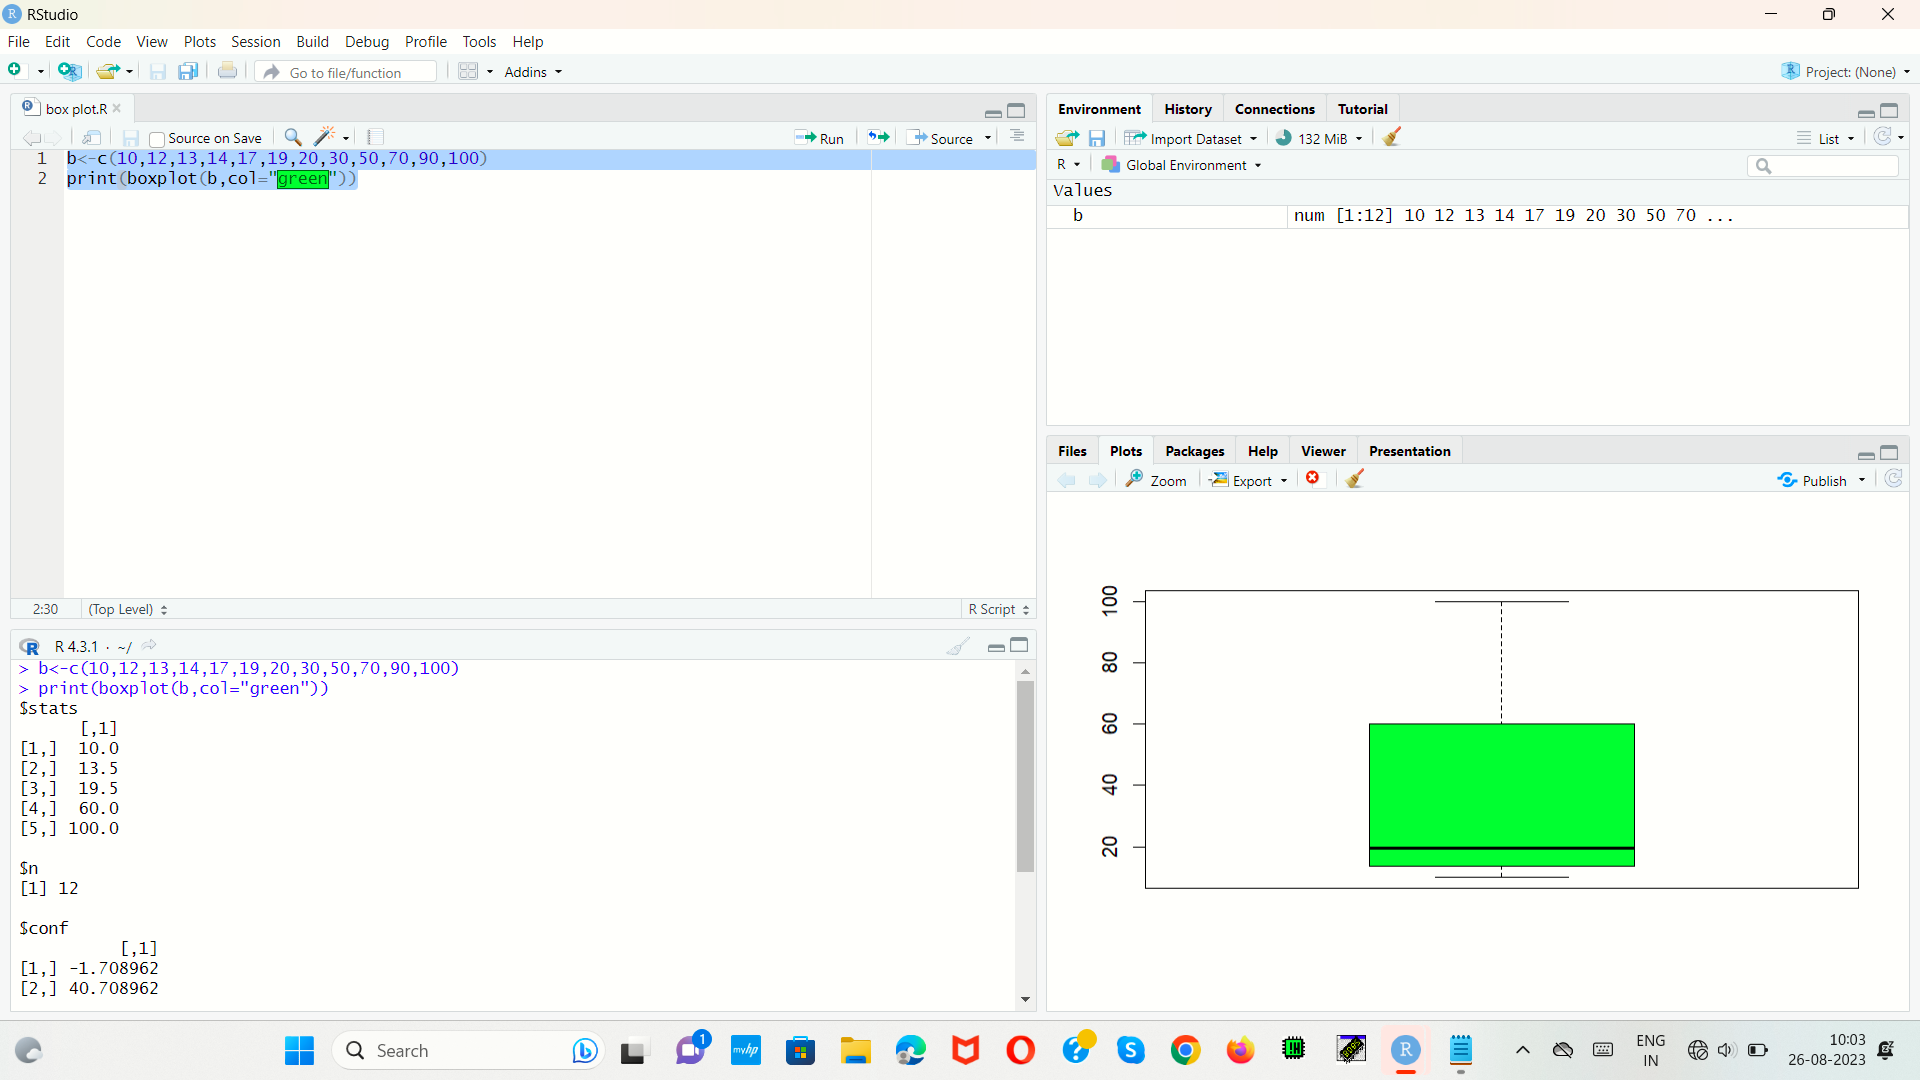 RStudio
File Edit Code View Plots Session Build Debug Profile Tools Help
Go to file/function Addins Project: (None)
box plot.R
Source on Save Run Source
1 b<-c(10,12,13,14,17,19,20,30,50,70,90,100)
2 print(boxplot(b,col="green"))
2:30 (Top Level) R Script
R 4.3.1 · ~/
> b<-c(10,12,13,14,17,19,20,30,50,70,90,100)
> print(boxplot(b,col="green"))
$stats
[,1]
[1,] 10.0
[2,] 13.5
[3,] 19.5
[4,] 60.0
[5,] 100.0
$n
[1] 12
$conf
[,1]
[1,] -1.708962
[2,] 40.708962
Environment History Connections Tutorial
Import Dataset 132 MiB List
R Global Environment
Values
b num [1:12] 10 12 13 14 17 19 20 30 50 70 ...
Files Plots Packages Help Viewer Presentation
Zoom Export Publish
100
80
60
40
20
Search 1 myhp R ENG 10:03
IN 26-08-2023